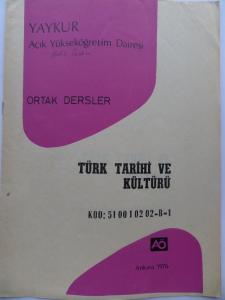 YAYKUR
Açık Yükseköğretim Dairesi
ORTAK DERSLER
TÜRK TARİHİ VE
KÜLTÜRÜ
KOD: 51 00 1 02 02-B-1
AÖ
Ankara 1976